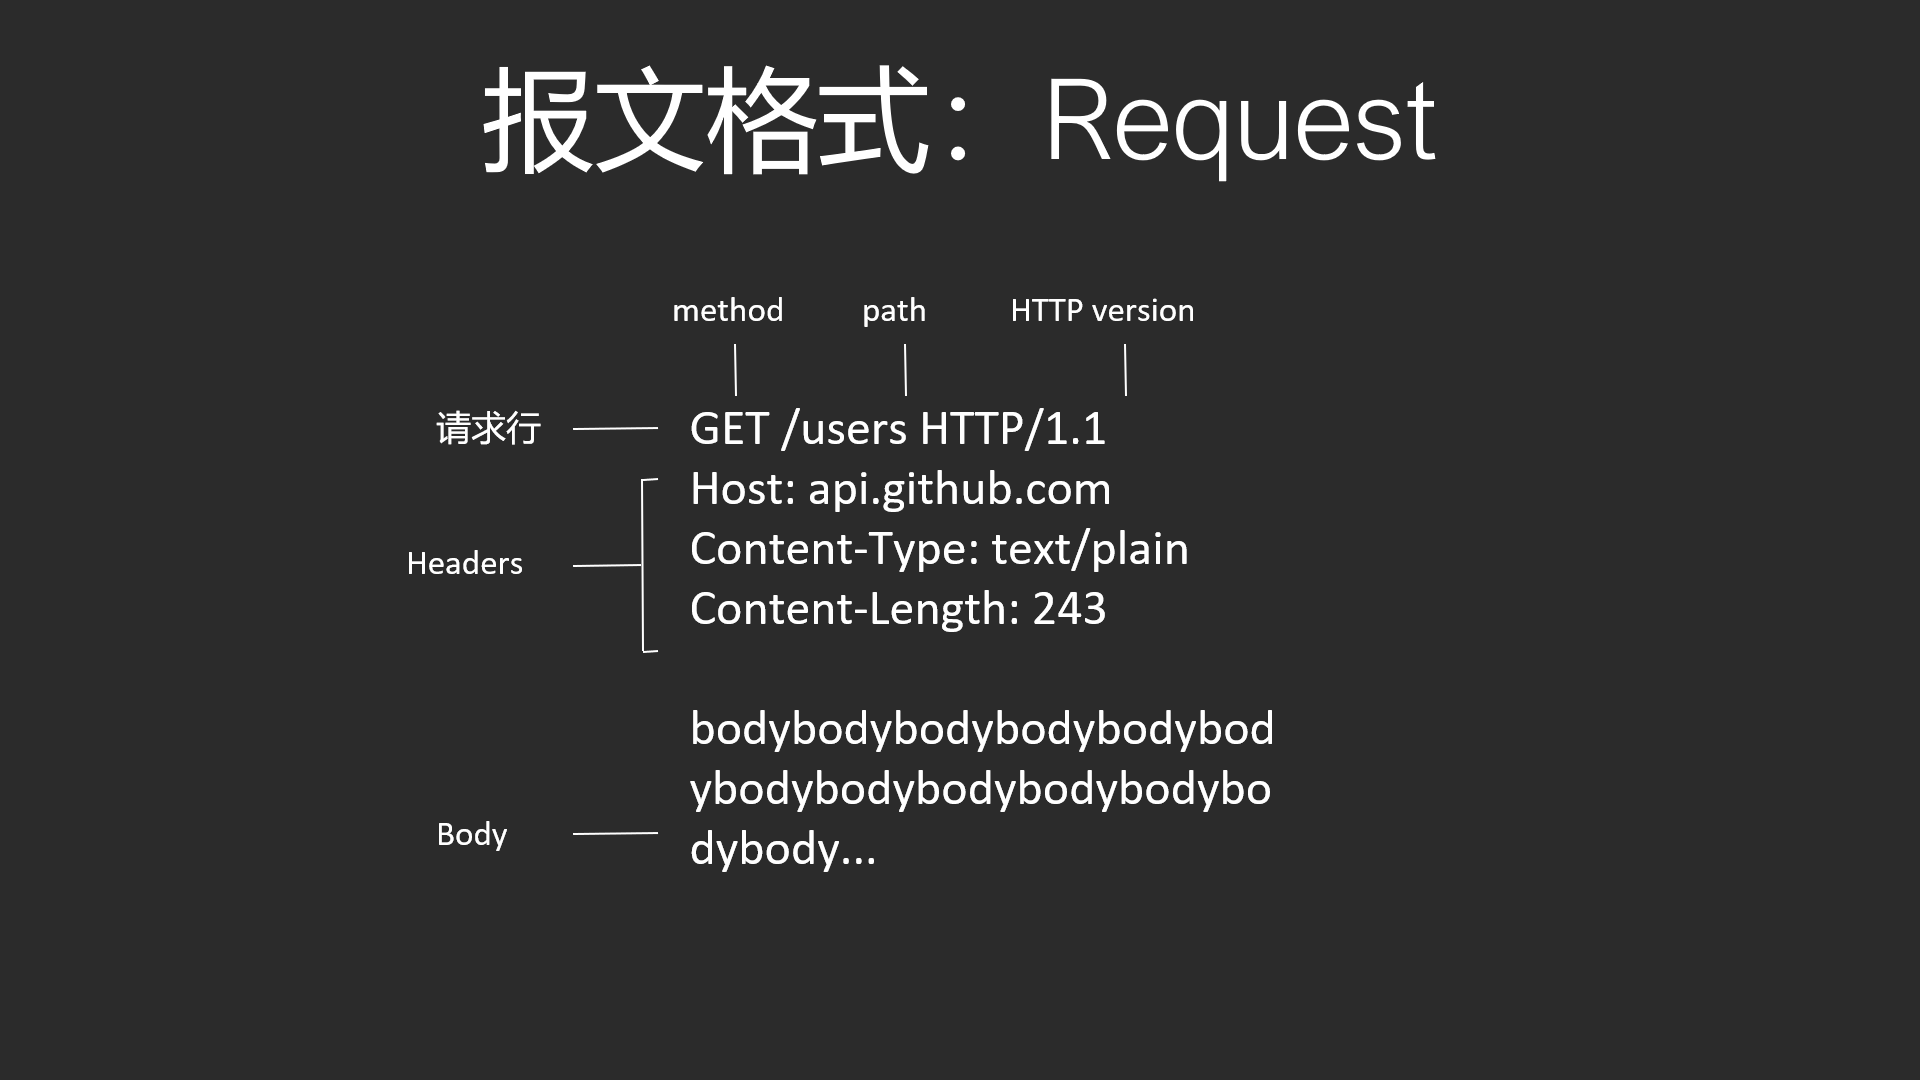 报文格式：Request
method path HTTP version
请求行 GET /users HTTP/1.1
Host: api.github.com
Content-Type: text/plain
Headers
Content-Length: 243
bodybodybodybodybodybod
ybodybodybodybodybodybo
Body
dybody...